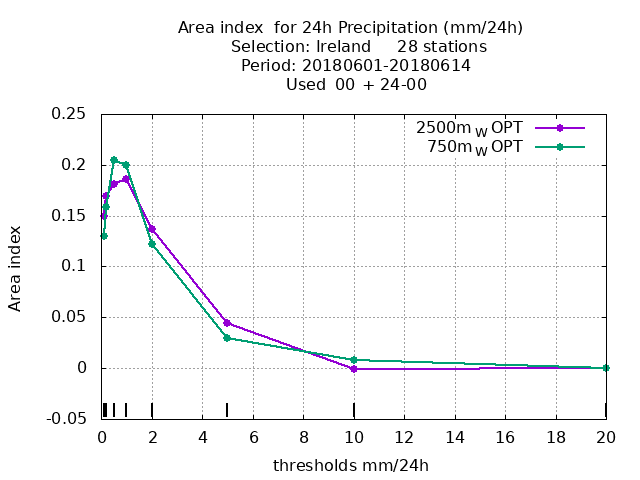 Area index  for 24h Precipitation (mm/24h)
Selection: Ireland     28 stations
Period: 20180601-20180614
Used  00 + 24-00
2500m W OPT
750m W OPT
0.25
0.2
0.15
0.1
0.05
0
-0.05
Area index
0 2 4 6 8 10 12 14 16 18 20
thresholds mm/24h